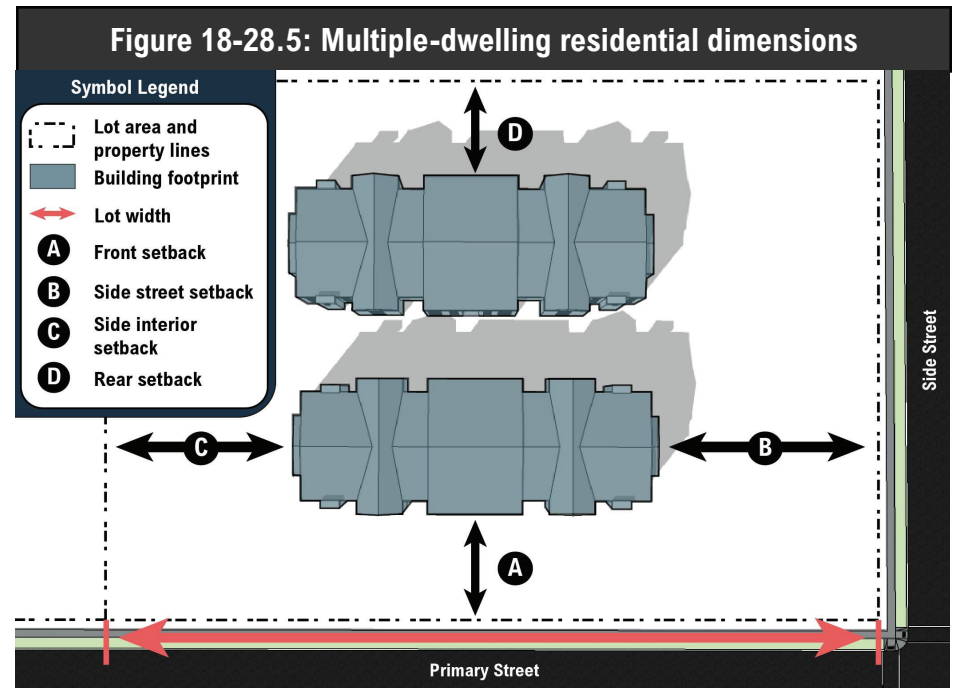 Figure 18-28.5: Multiple-dwelling residential dimensions
Symbol Legend
Lot area and
property lines
Building footprint
Lot width
A Front setback
B Side street setback
C Side interior
setback
D Rear setback
D
C
B
A
Side Street
Primary Street